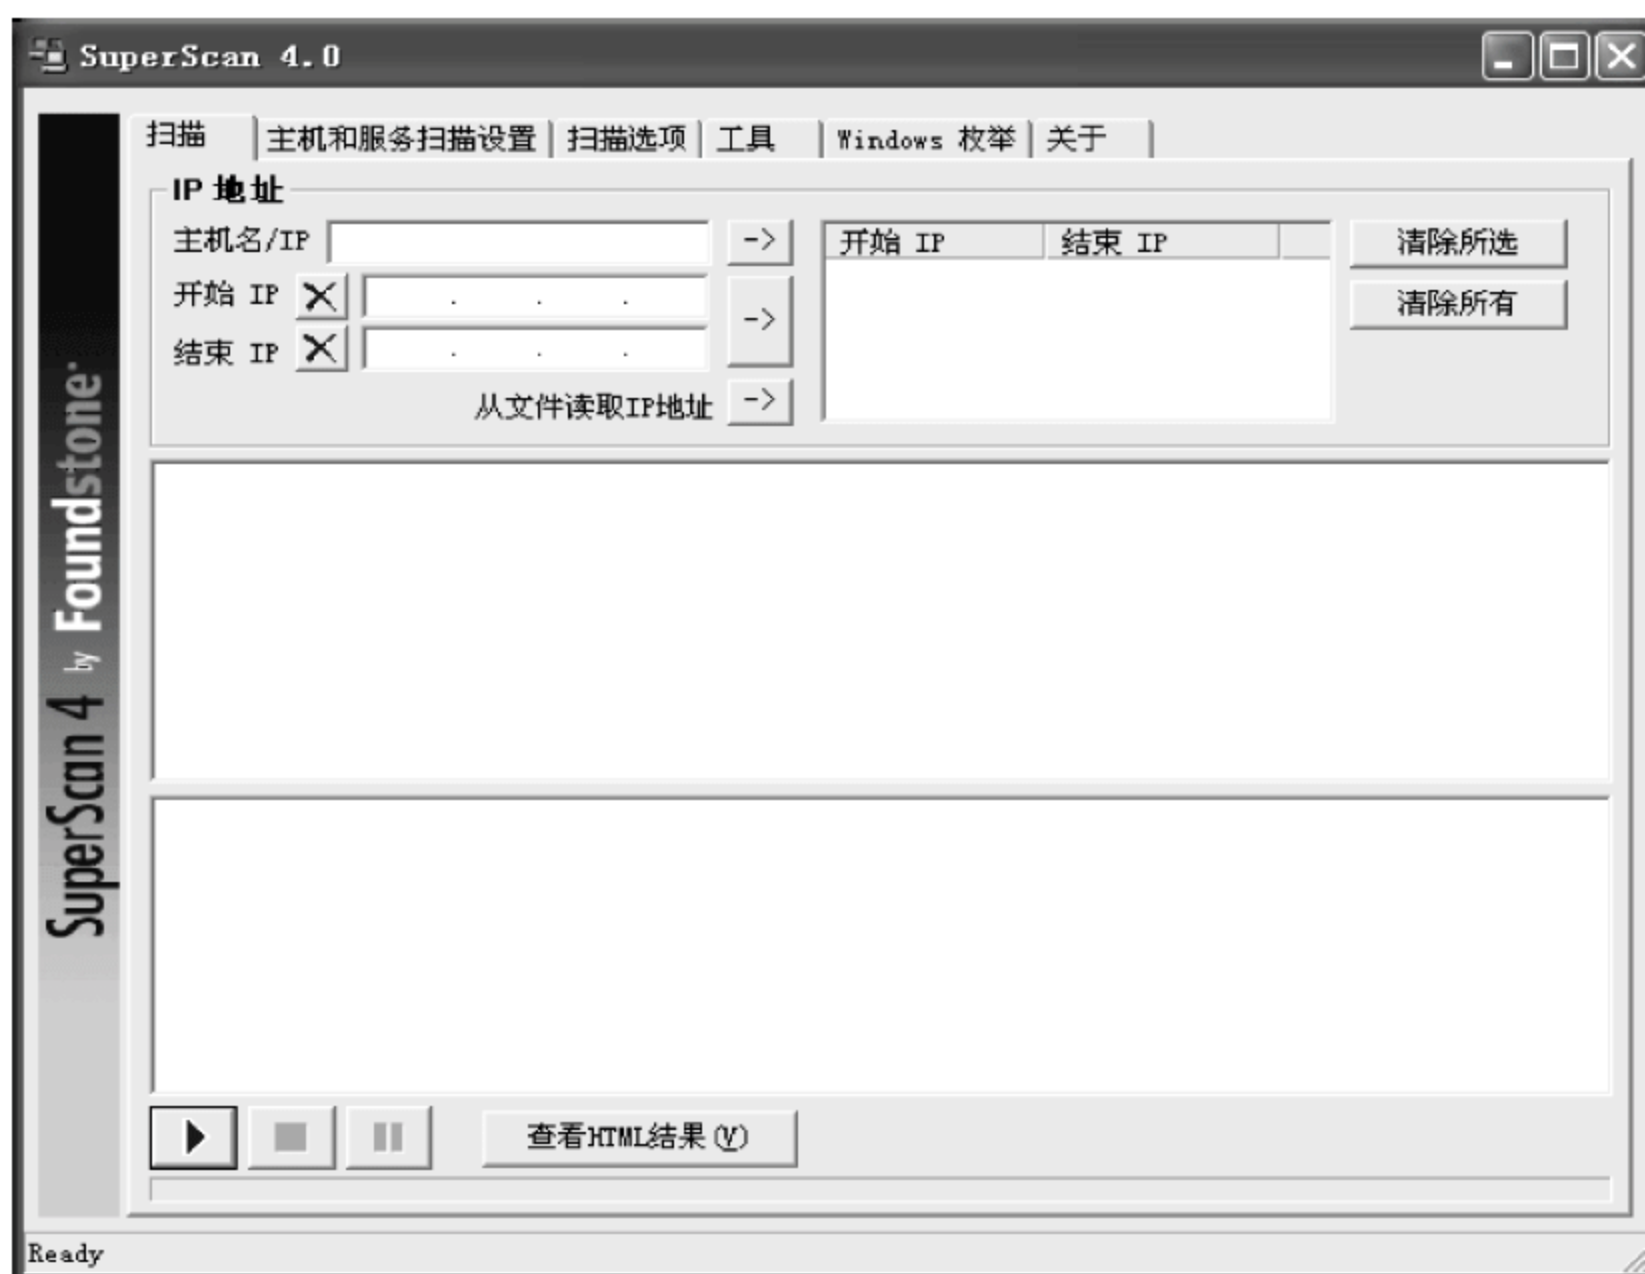 SuperScan 4.0
扫描 主机和服务扫描设置 扫描选项 工具 Windows 枚举 关于
IP 地址
主机名/IP -> 开始 IP 结束 IP 清除所选
开始 IP . . . -> 清除所有
结束 IP . . .
从文件读取IP地址 ->
SuperScan 4 by Foundstone
查看HTML结果(V)
Ready